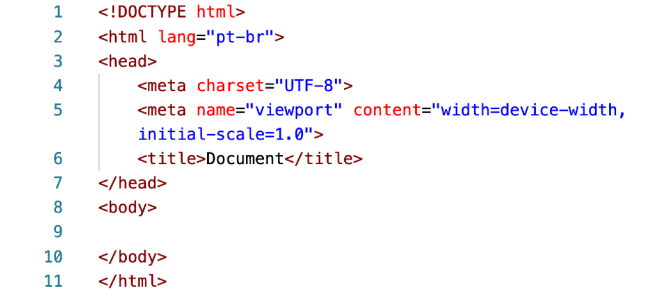 1 <!DOCTYPE html>
2 <html lang="pt-br">
3 <head>
4     <meta charset="UTF-8">
5     <meta name="viewport" content="width=device-width,
    initial-scale=1.0">
6     <title>Document</title>
7 </head>
8 <body>
9
10 </body>
11 </html>